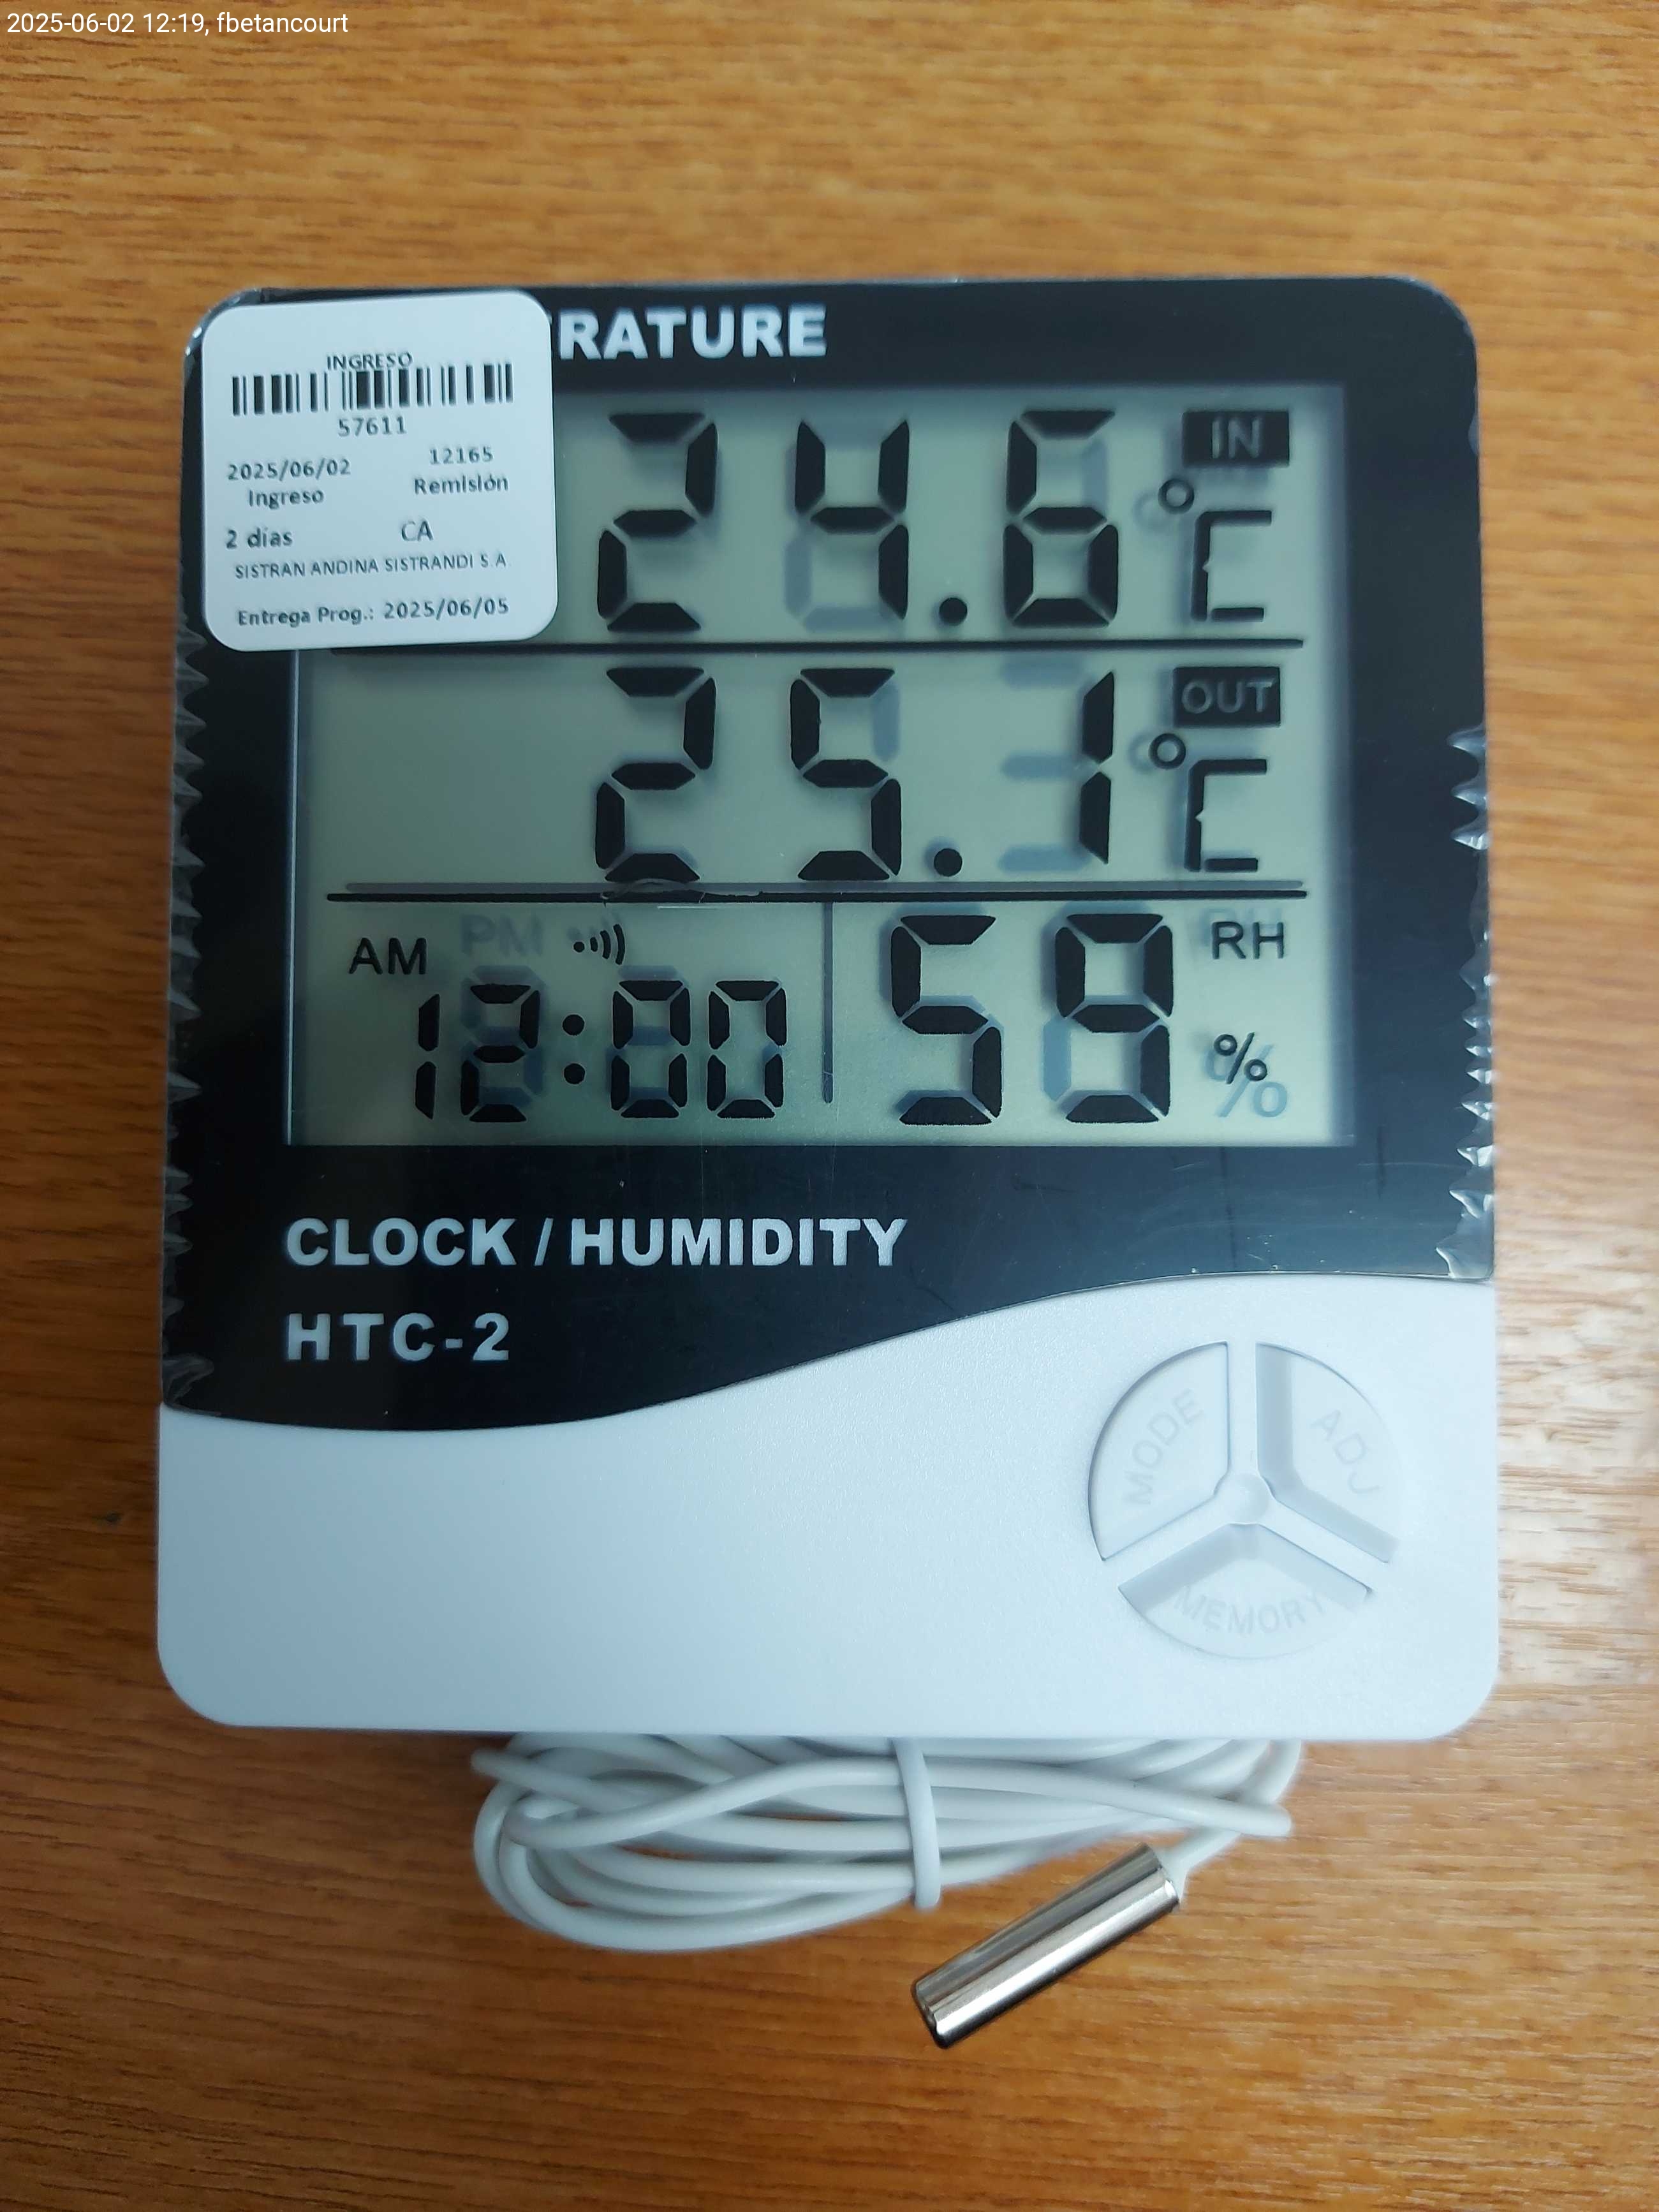 2025-06-02 12:19, fbetancourt
ERATURE
INGRESO
57611
2025/06/02 12165
Ingreso Remisión
2 días CA
SISTRAN ANDINA SISTRANDI S.A
Entrega Prog.: 2025/06/05
IN
24.6 °C
OUT
25.1 °C
AM PM RH
12:00 59 %
CLOCK / HUMIDITY
HTC-2
MODE ADJ
MEMORY